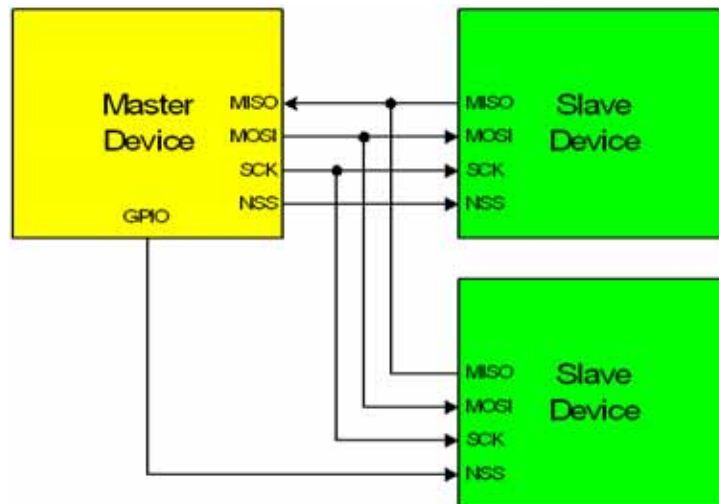 Master
Device
MISO
MOSI
SCK
NSS
GPIO
MISO
MOSI
SCK
NSS
Slave
Device
MISO
MOSI
SCK
NSS
Slave
Device